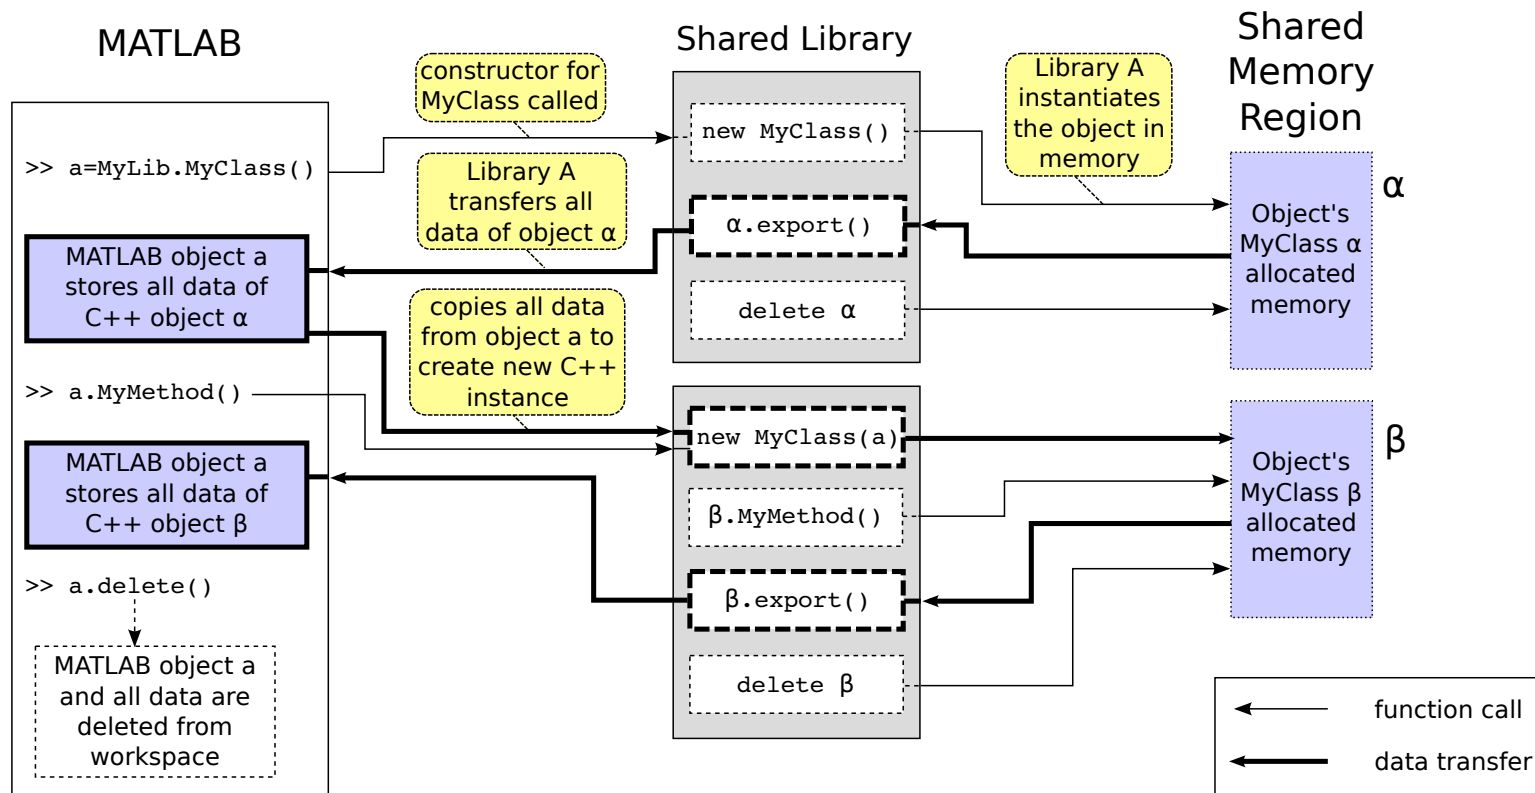 MATLAB
>> a=MyLib.MyClass()
MATLAB object a
stores all data of
C++ object α
>> a.MyMethod()
MATLAB object a
stores all data of
C++ object β
>> a.delete()
MATLAB object a
and all data are
deleted from
workspace
constructor for
MyClass called
Library A
transfers all
data of object α
copies all data
from object a to
create new C++
instance
Shared Library
new MyClass()
α.export()
delete α
new MyClass(a)
β.MyMethod()
β.export()
delete β
Library A
instantiates
the object in
memory
Shared
Memory
Region
α
Object's
MyClass α
allocated
memory
β
Object's
MyClass β
allocated
memory
function call
data transfer